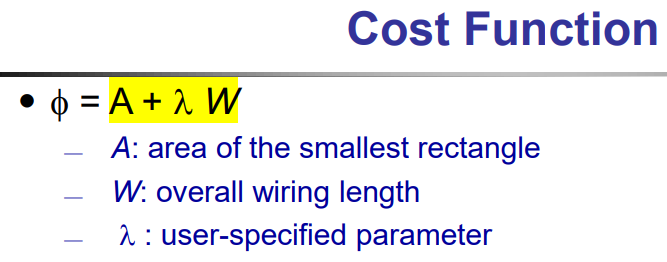 Cost Function
• ϕ = A + λ W
— A: area of the smallest rectangle
— W: overall wiring length
— λ : user-specified parameter